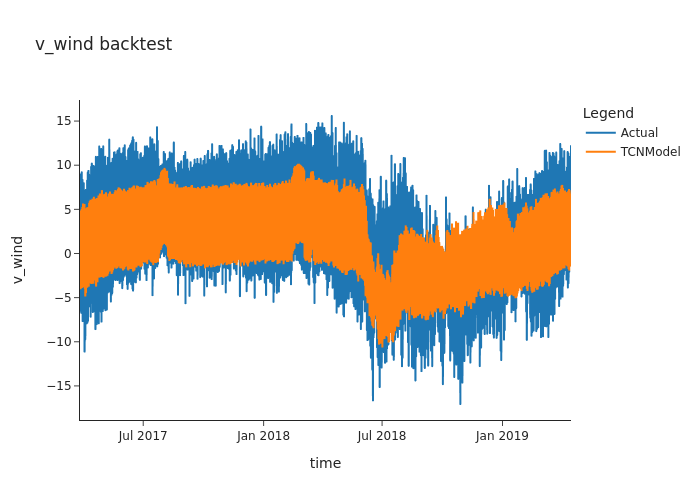 v_wind backtest
Legend
Actual
TCNModel
v_wind
15
10
5
0
−5
−10
−15
Jul 2017
Jan 2018
Jul 2018
Jan 2019
time